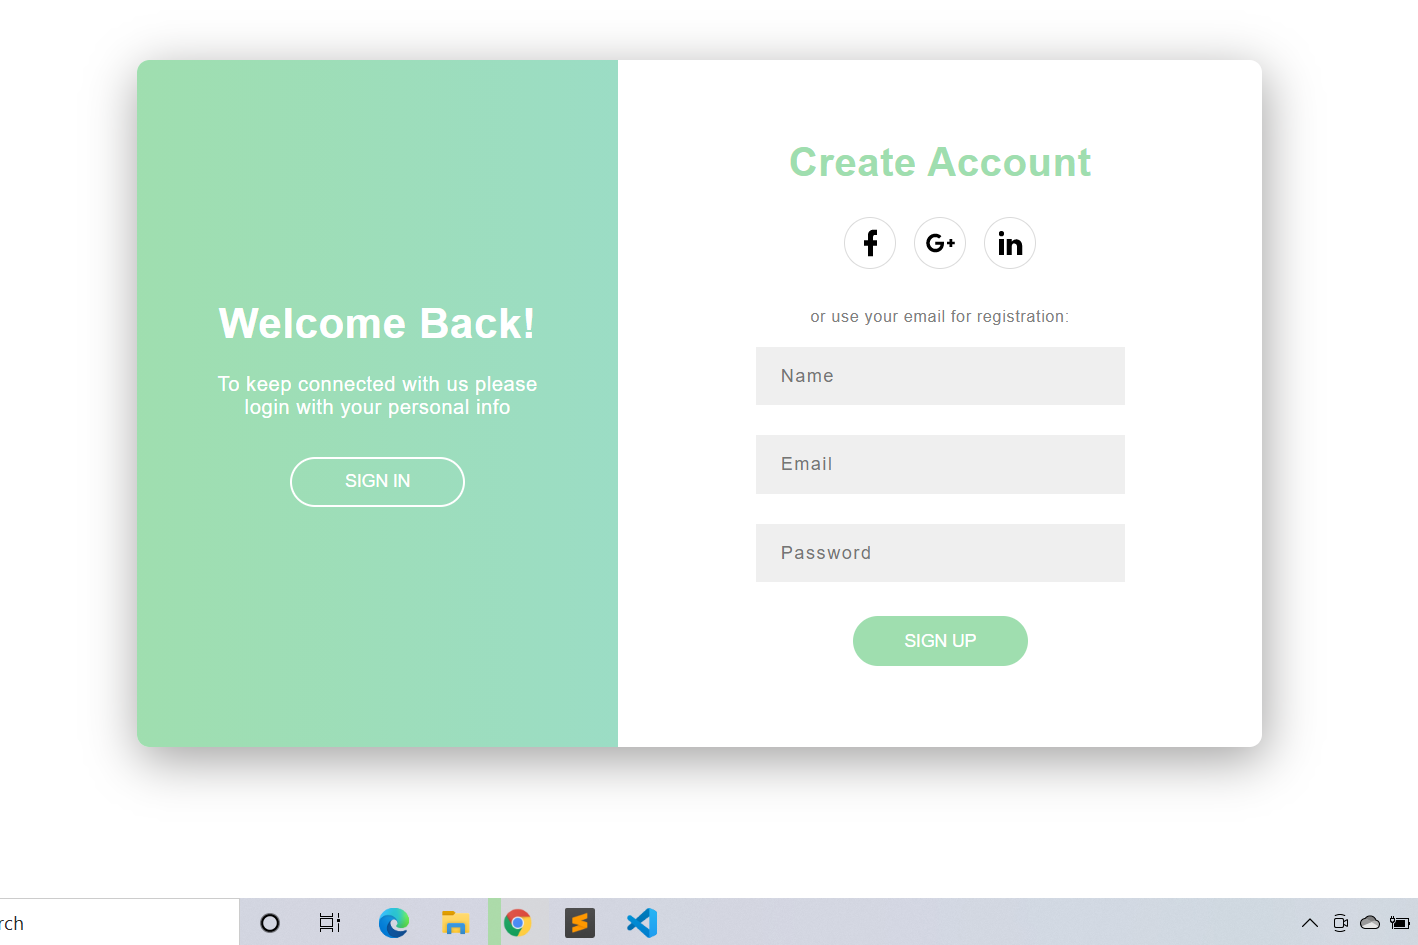 Welcome Back!
To keep connected with us please
login with your personal info
SIGN IN
Create Account
f
G+
in
or use your email for registration:
Name
Email
Password
SIGN UP
rch